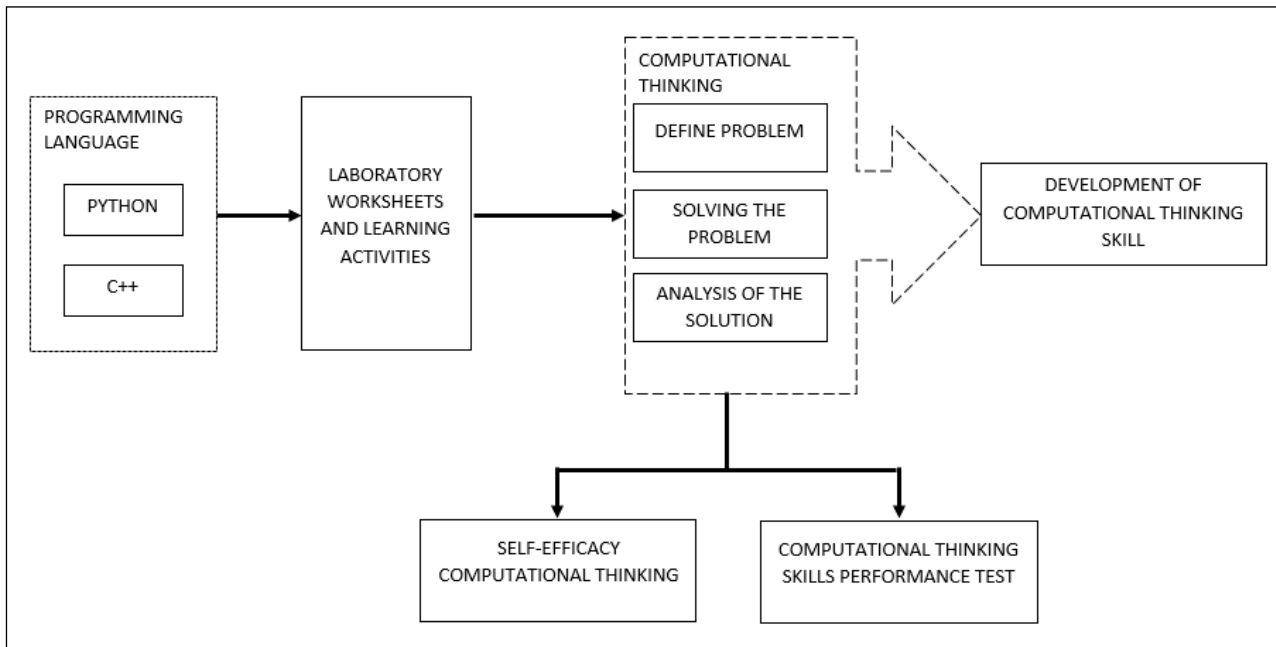 PROGRAMMING
LANGUAGE
PYTHON
C++
LABORATORY
WORKSHEETS
AND LEARNING
ACTIVITIES
COMPUTATIONAL
THINKING
DEFINE PROBLEM
SOLVING THE
PROBLEM
ANALYSIS OF THE
SOLUTION
DEVELOPMENT OF
COMPUTATIONAL THINKING
SKILL
SELF-EFFICACY
COMPUTATIONAL THINKING
COMPUTATIONAL THINKING
SKILLS PERFORMANCE TEST